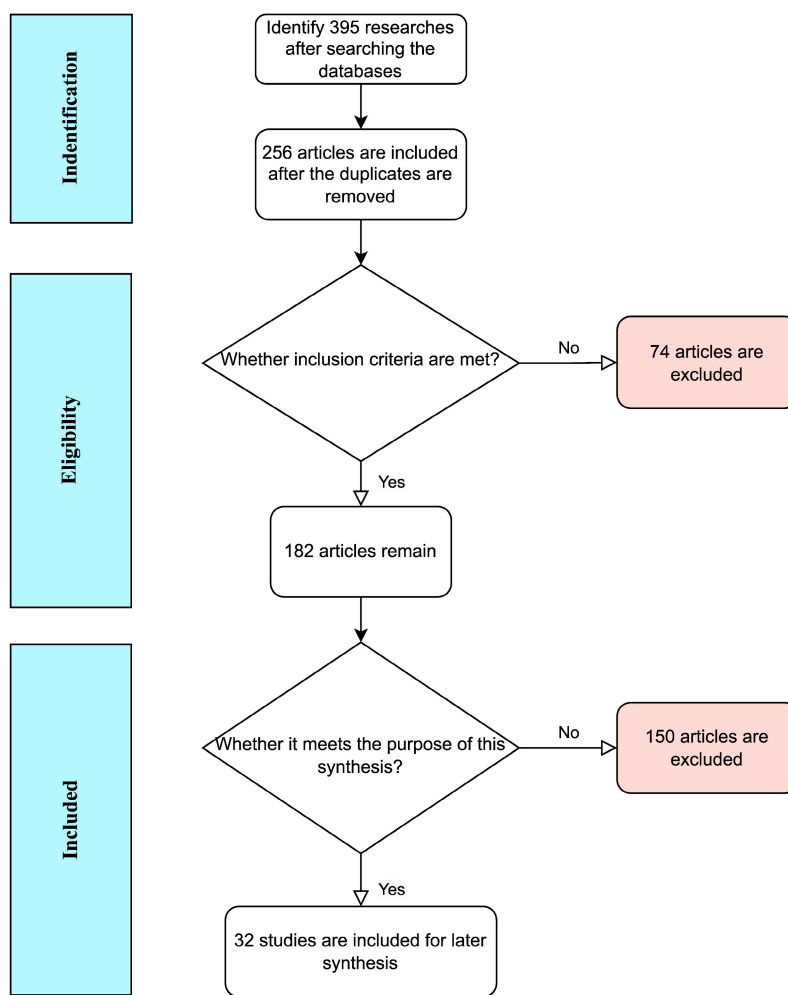 Indentification
Identify 395 researches
after searching the
databases
256 articles are included
after the duplicates are
removed
Eligibility
Whether inclusion criteria are met?
No
74 articles are
excluded
Yes
182 articles remain
Included
Whether it meets the purpose of this
synthesis?
No
150 articles are
excluded
Yes
32 studies are included for later
synthesis